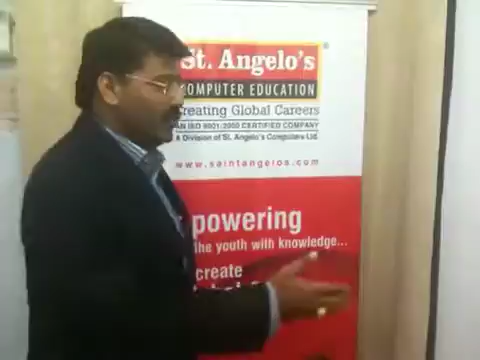 St. Angelo's
COMPUTER EDUCATION
Creating Global Careers
AN ISO 9001:2000 CERTIFIED COMPANY
a Division of St. Angelo's Computers Ltd.
www.saintangelos.com
powering
the youth with knowledge...
create